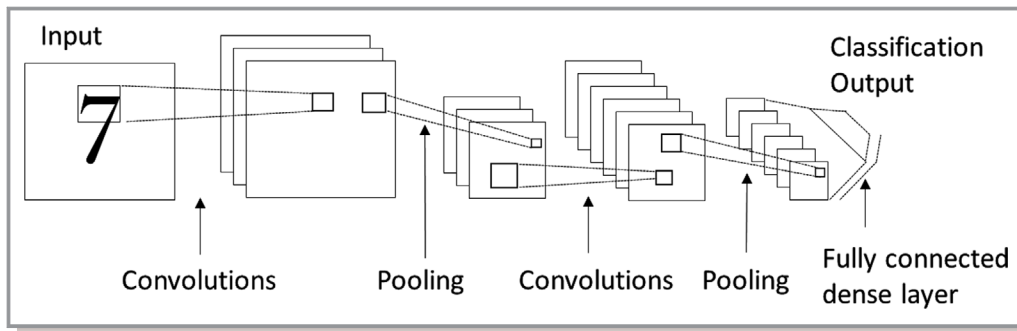 Input
7
Classification
Output
Convolutions
Pooling
Convolutions
Pooling
Fully connected
dense layer